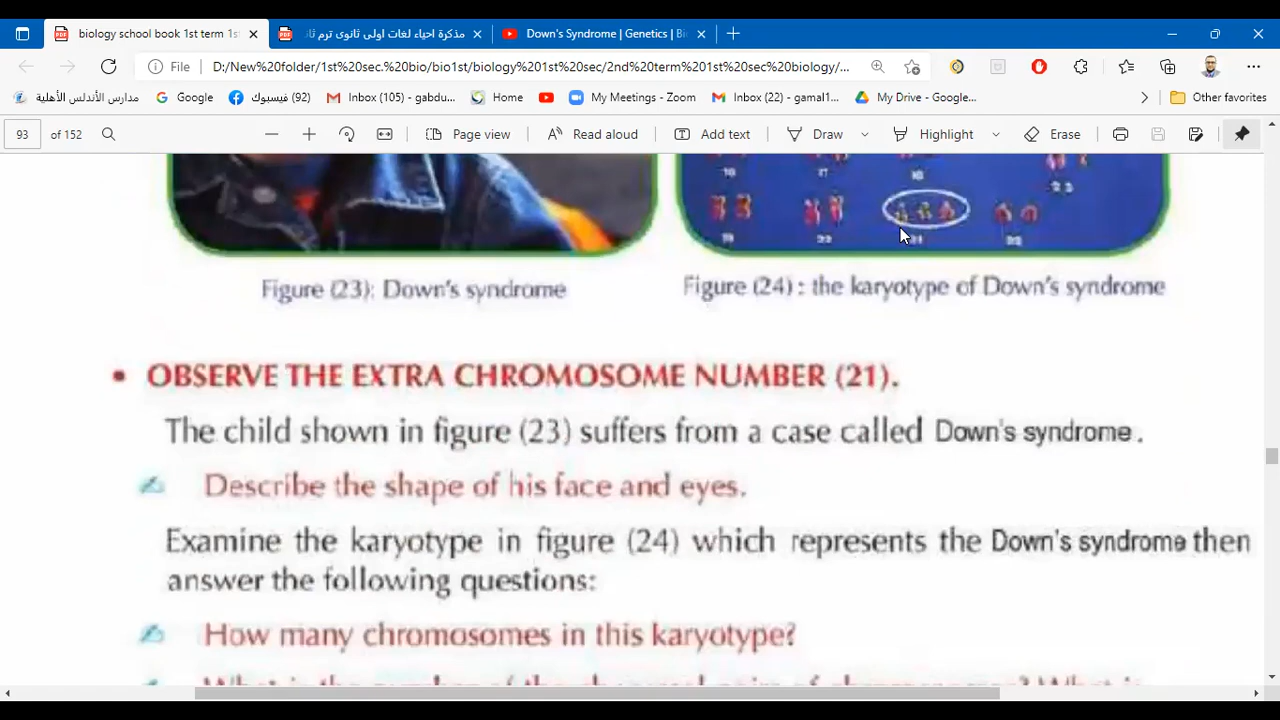 biology school book 1st term 1s
مذكرة احياء لغات اولى ثانوى ترم ثا
Down's Syndrome | Genetics | Bi
File
D:/New%20folder/1st%20sec.%20bio/bio1st/biology%201st%20sec/2nd%20term%201st%20sec%20biology/...
مدارس الأندلس الأهلية
Google
فيسبوك (92)
Inbox (105) - gabdu...
Home
My Meetings - Zoom
Inbox (22) - gamal1...
My Drive - Google...
Other favorites
93 of 152
Page view
Read aloud
Add text
Draw
Highlight
Erase
Figure (23): Down's syndrome
Figure (24) : the karyotype of Down's syndrome
• OBSERVE THE EXTRA CHROMOSOME NUMBER (21).
The child shown in figure (23) suffers from a case called Down's syndrome .
Describe the shape of his face and eyes.
Examine the karyotype in figure (24) which represents the Down's syndrome then
answer the following questions:
How many chromosomes in this karyotype?